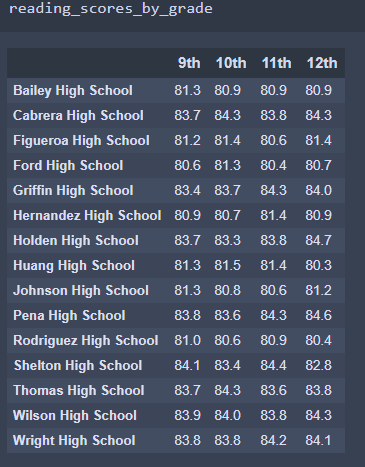 reading_scores_by_grade
9th 10th 11th 12th
Bailey High School 81.3 80.9 80.9 80.9
Cabrera High School 83.7 84.3 83.8 84.3
Figueroa High School 81.2 81.4 80.6 81.4
Ford High School 80.6 81.3 80.4 80.7
Griffin High School 83.4 83.7 84.3 84.0
Hernandez High School 80.9 80.7 81.4 80.9
Holden High School 83.7 83.3 83.8 84.7
Huang High School 81.3 81.5 81.4 80.3
Johnson High School 81.3 80.8 80.6 81.2
Pena High School 83.8 83.6 84.3 84.6
Rodriguez High School 81.0 80.6 80.9 80.4
Shelton High School 84.1 83.4 84.4 82.8
Thomas High School 83.7 84.3 83.6 83.8
Wilson High School 83.9 84.0 83.8 84.3
Wright High School 83.8 83.8 84.2 84.1